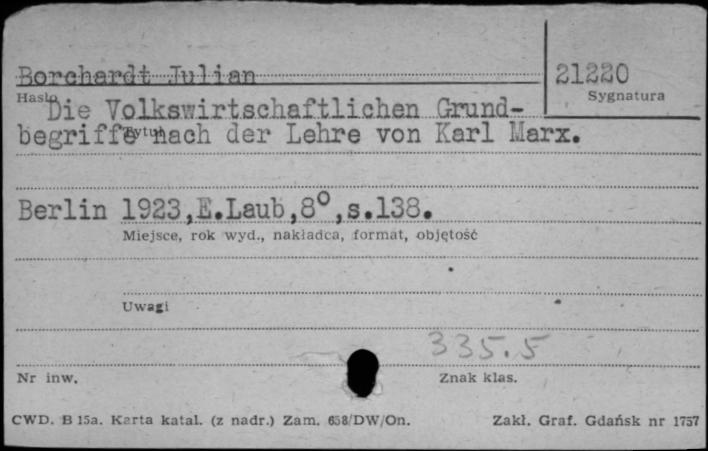 Borchardt Julian
21220
Hasło
Sygnatura
Die Volkswirtschaftlichen Grund-
begriffe nach der Lehre von Karl Marx.
Tytuł
Berlin 1923,E.Laub,8°,s.138.
Miejsce, rok wyd., nakładca, format, objętość
Uwagi
335.5
Nr inw.
Znak klas.
CWD. B 15a. Karta katal. (z nadr.) Zam. 658/DW/On.
Zakł. Graf. Gdańsk nr 1757